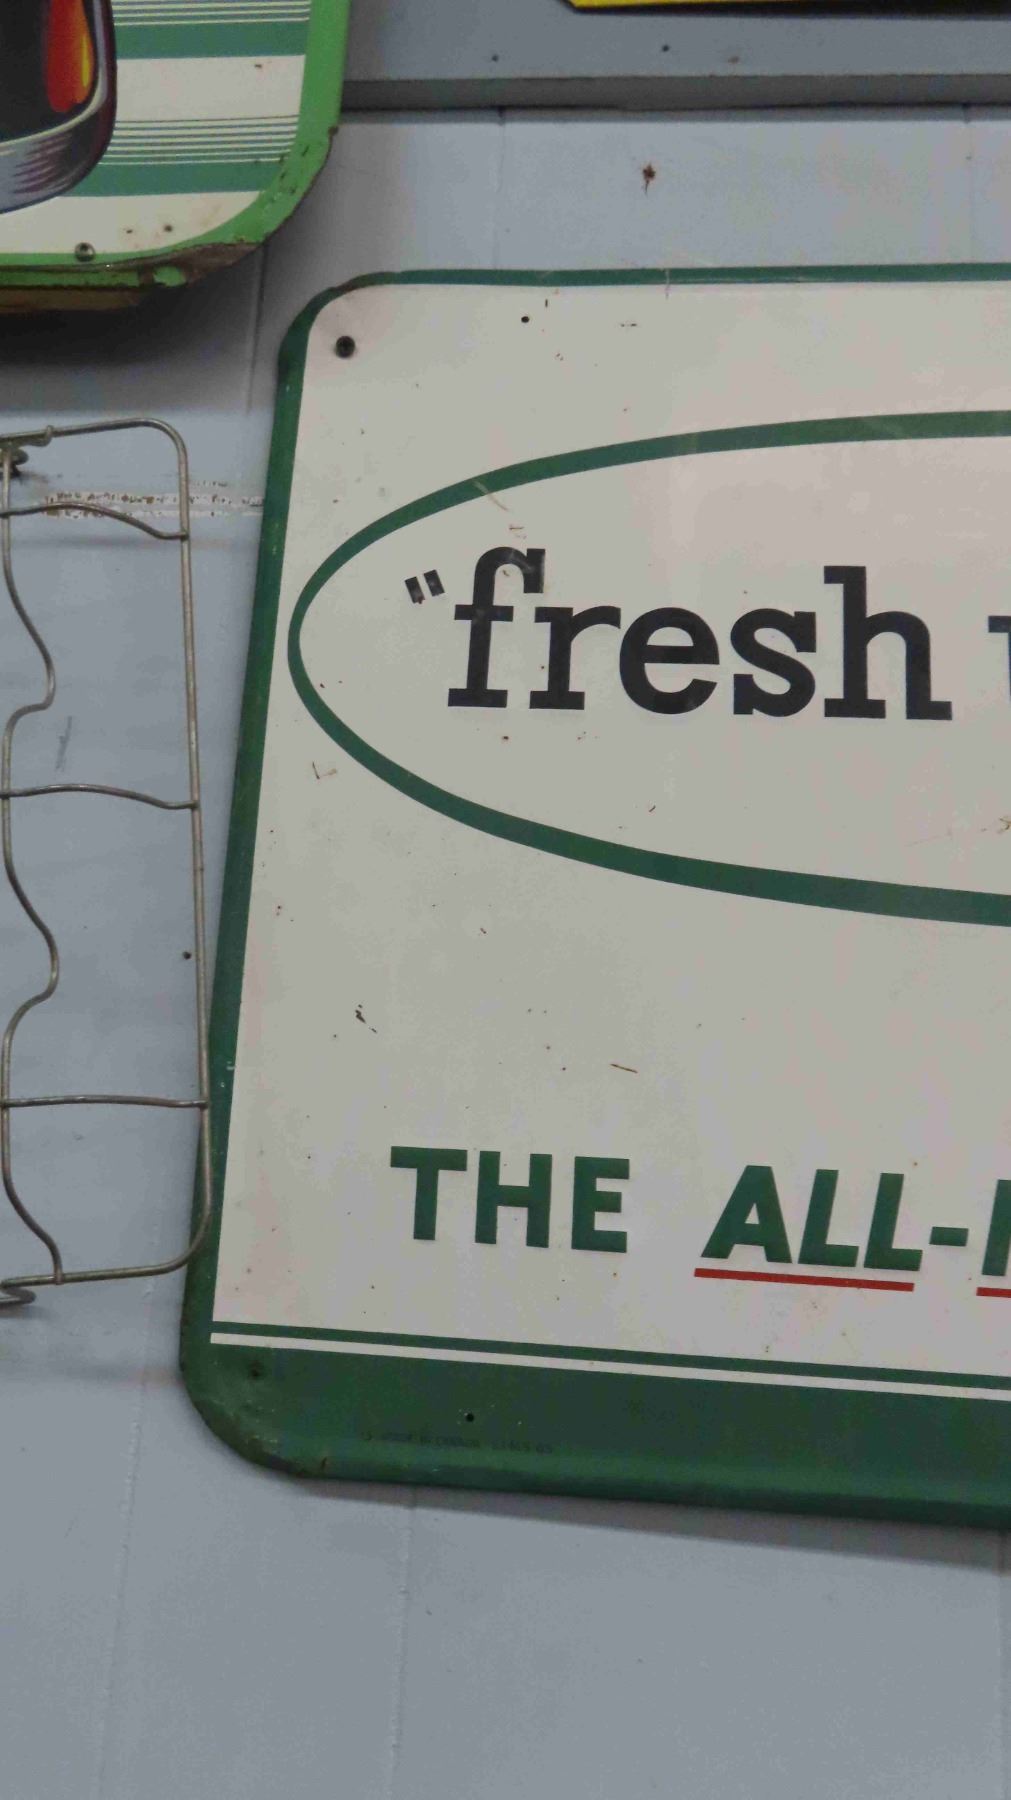 "fresh
THE ALL-